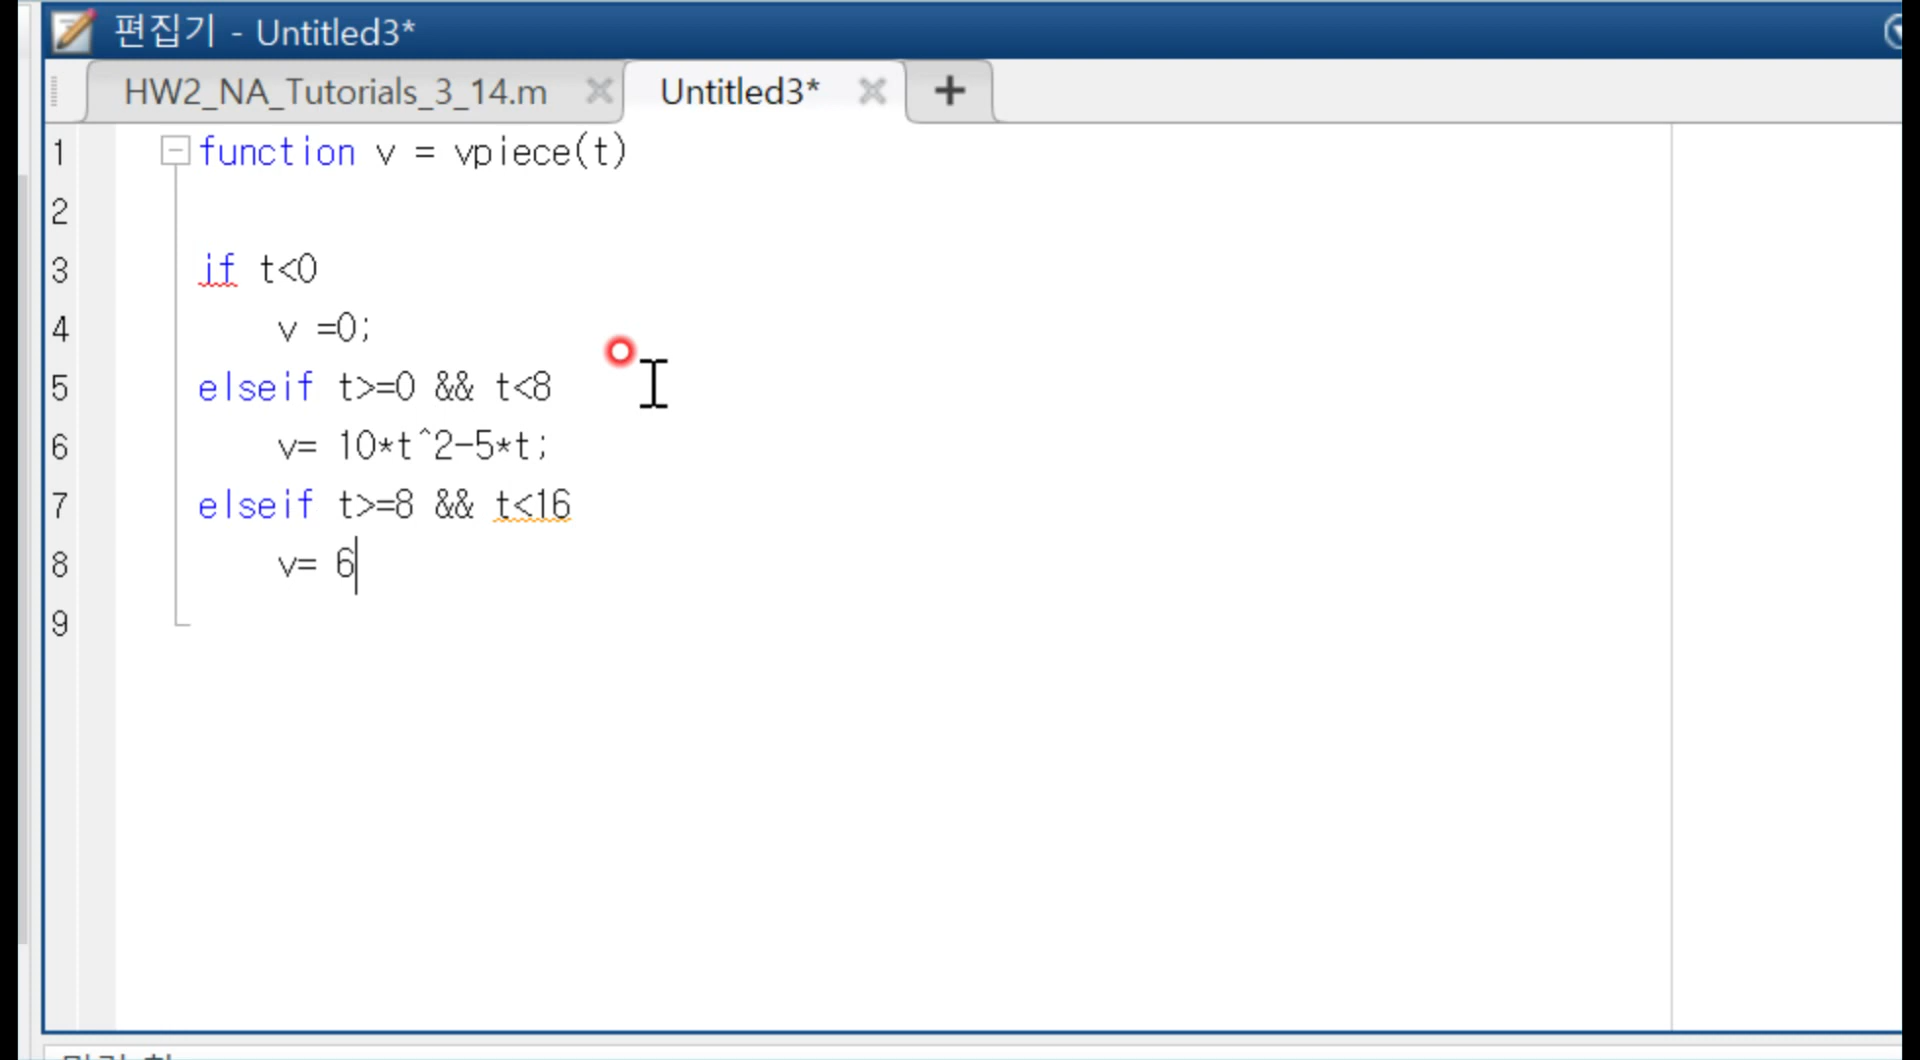 편집기 - Untitled3*
HW2_NA_Tutorials_3_14.m
Untitled3*
1 function v = vpiece(t)
2
3 if t<0
4 v =0;
5 elseif t>=0 && t<8
6 v= 10*t^2-5*t;
7 elseif t>=8 && t<16
8 v= 6
9